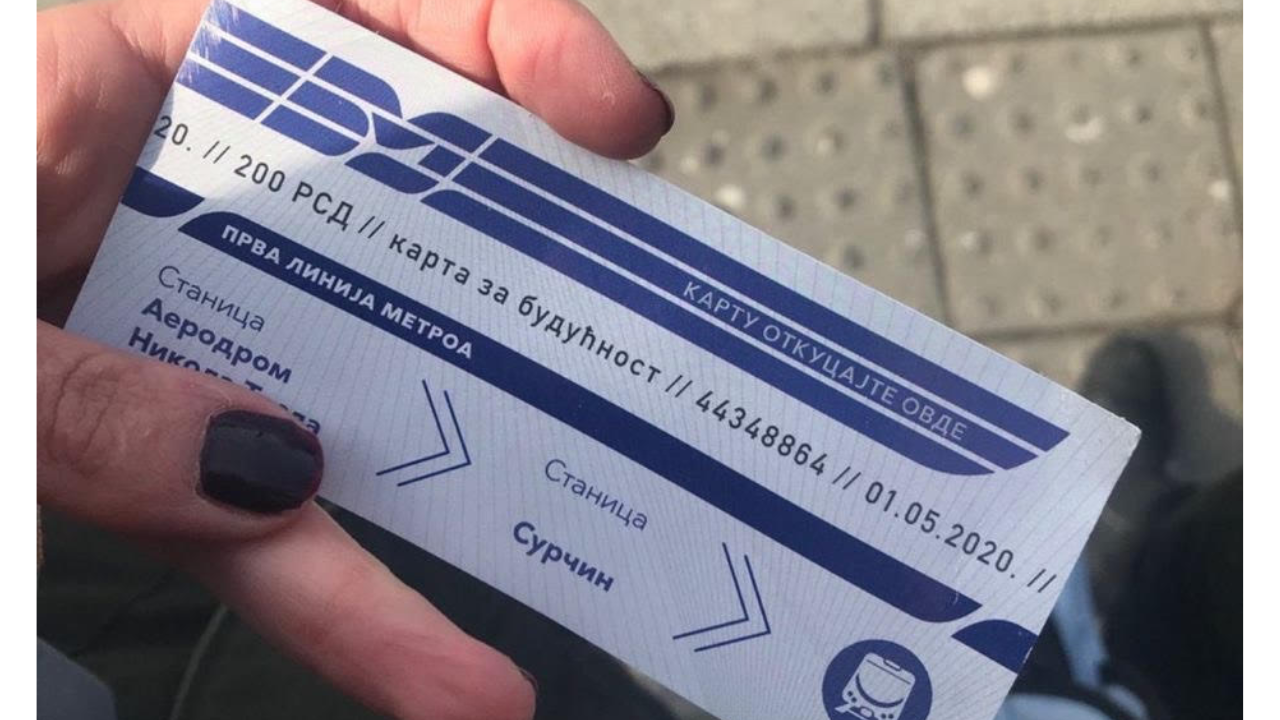 КАРТУ ОТКУЦАЈТЕ ОВДЕ
20. // 200 РСД // карта за будућност // 44348864 // 01.05.2020. //
ПРВА ЛИНИЈА МЕТРОА
Станица
Аеродром
Никола
Станица
Сурчин